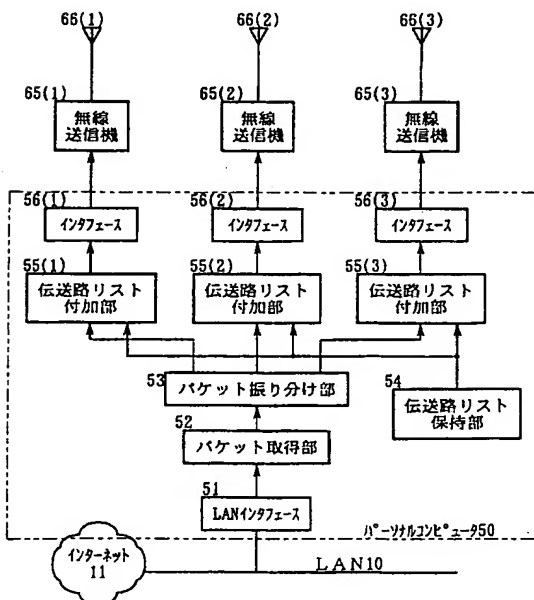 66(1)
66(2)
66(3)
65(1)
65(2)
65(3)
無線
送信機
無線
送信機
無線
送信機
56(1)
56(2)
56(3)
インタフェース
インタフェース
インタフェース
55(1)
55(2)
55(3)
伝送路リスト
付加部
伝送路リスト
付加部
伝送路リスト
付加部
53
パケット振り分け部
54
伝送路リスト
保持部
52
パケット取得部
51
LANインタフェース
パーソナルコンピュータ50
インターネット
11
LAN10